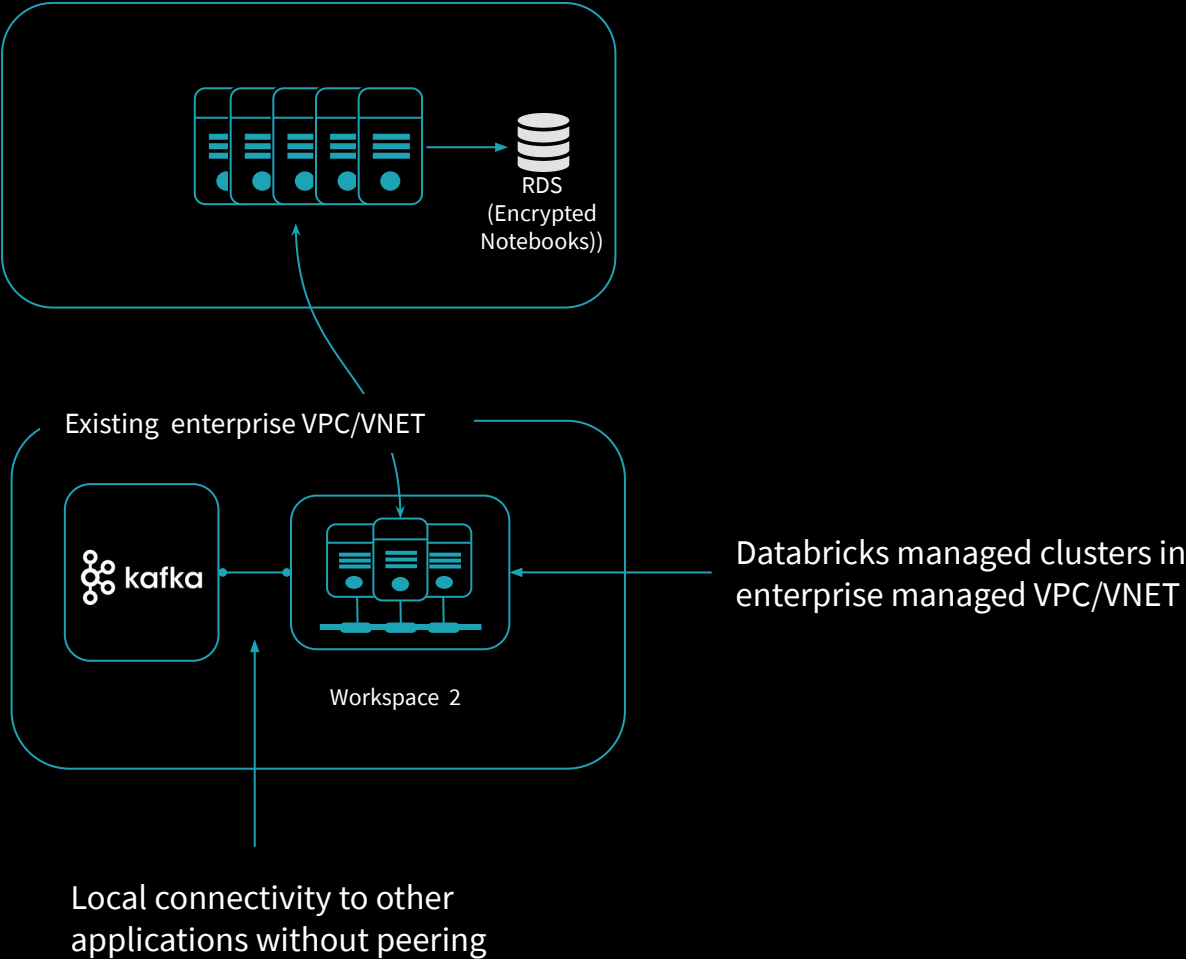 RDS
(Encrypted
Notebooks))
Existing enterprise VPC/VNET
kafka
Workspace 2
Databricks managed clusters in
enterprise managed VPC/VNET
Local connectivity to other
applications without peering